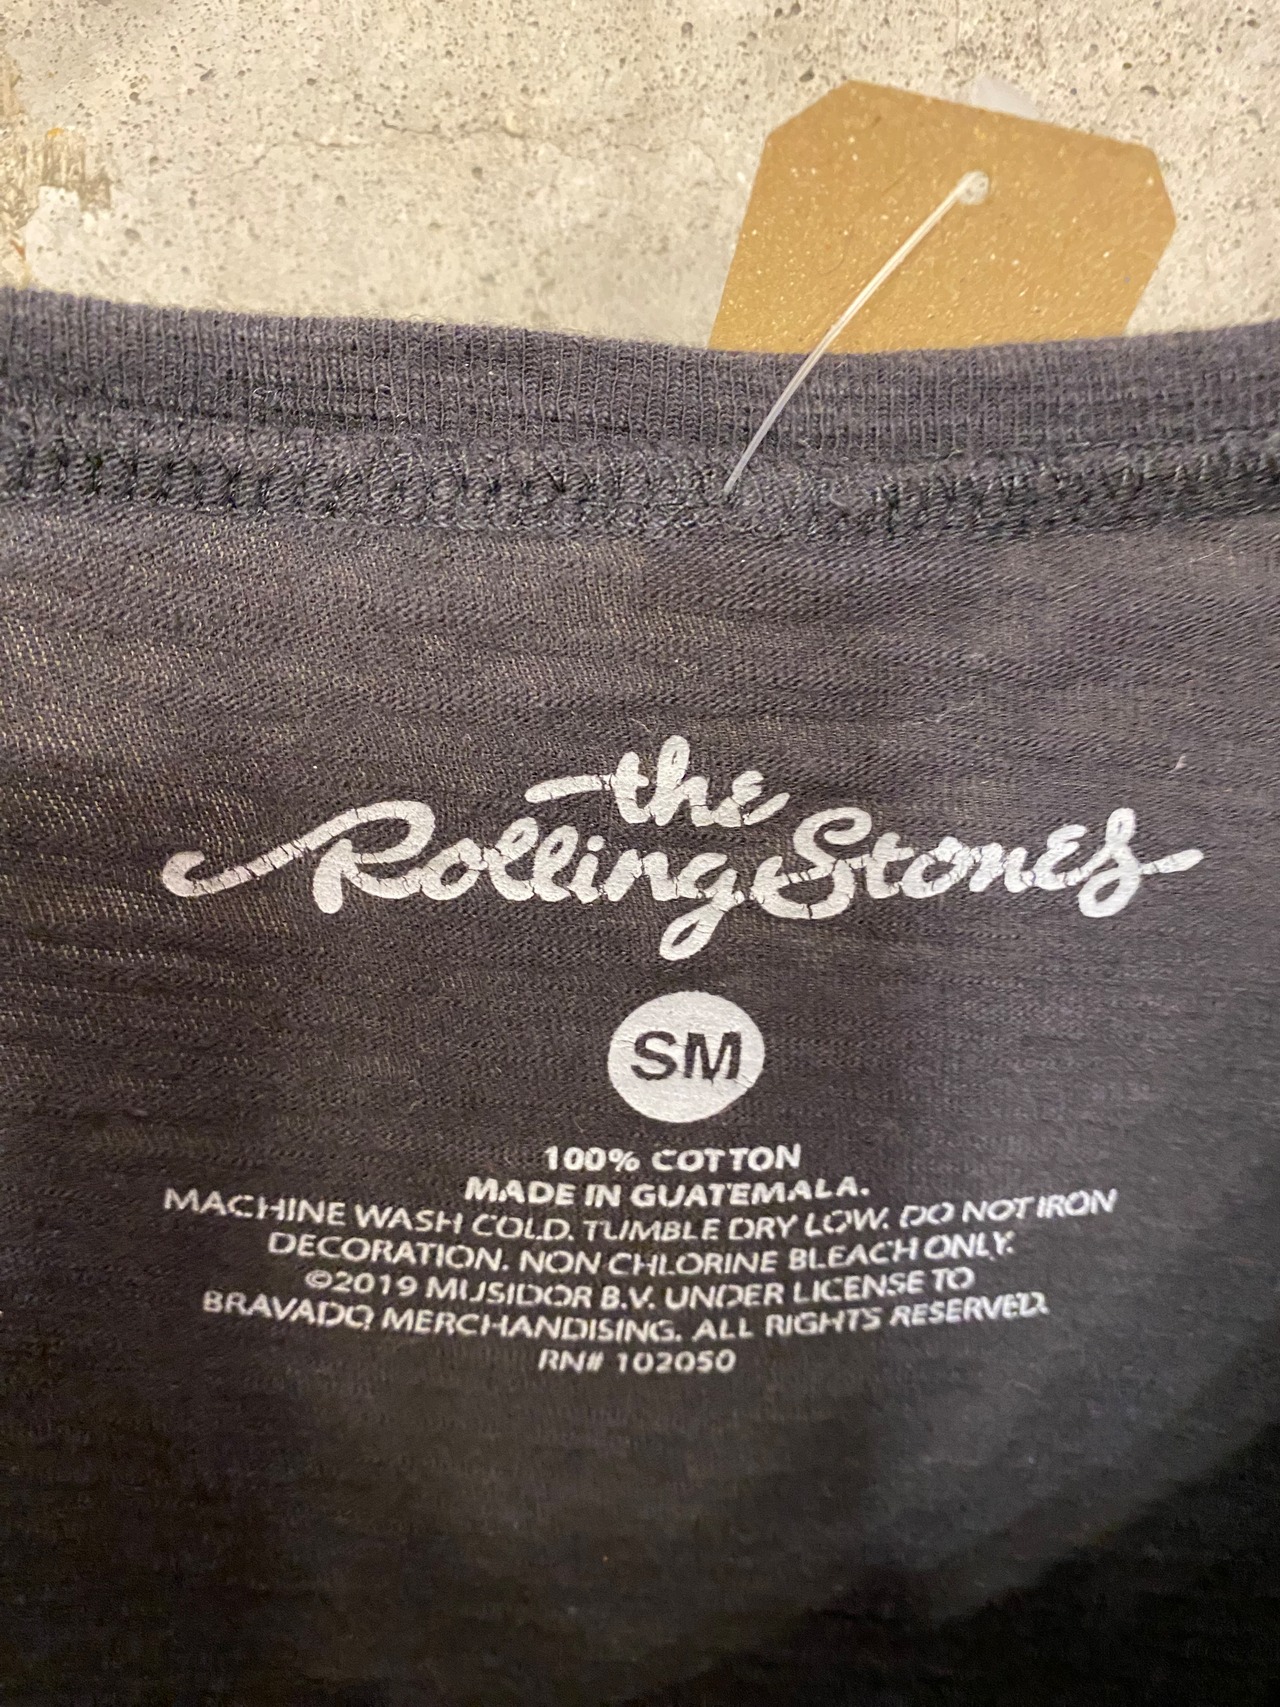 the
Rolling Stones
SM
100% COTTON
MADE IN GUATEMALA.
MACHINE WASH COLD. TUMBLE DRY LOW. DO NOT IRON
DECORATION. NON CHLORINE BLEACH ONLY.
©2019 MUSIDOR B.V. UNDER LICENSE TO
BRAVADO MERCHANDISING. ALL RIGHTS RESERVED.
RN# 102050